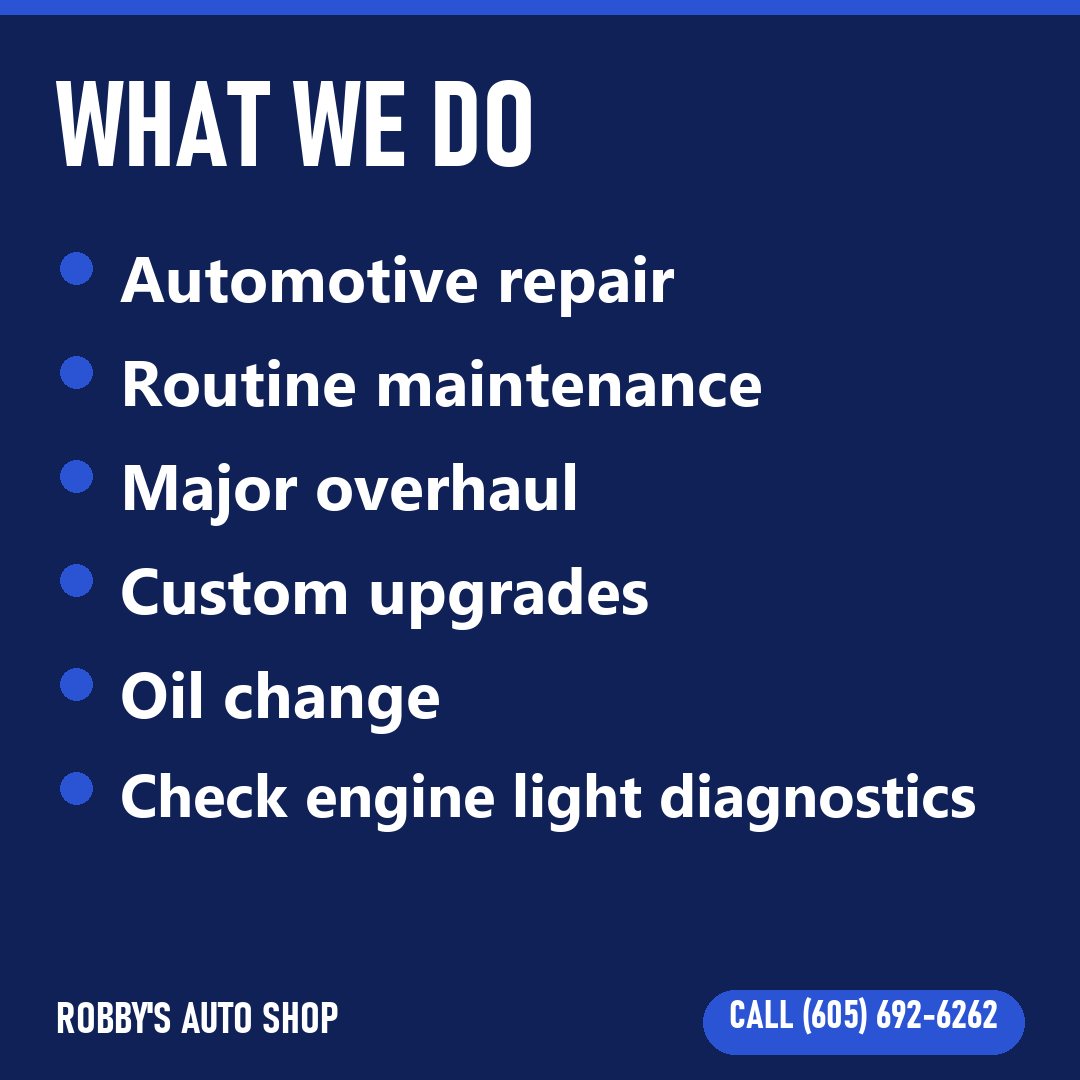 WHAT WE DO
Automotive repair
Routine maintenance
Major overhaul
Custom upgrades
Oil change
Check engine light diagnostics
ROBBY'S AUTO SHOP
CALL (605) 692-6262